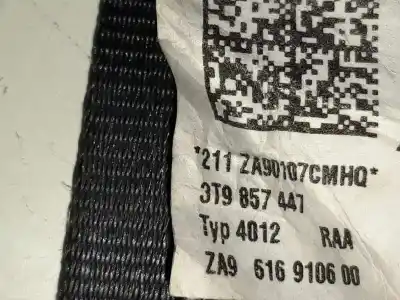 *211 ZA90107CMHQ*
3T9 857 447
Typ 4012 RAA
ZA9 616 9106 00